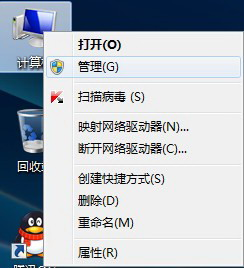 计算
打开(O)
管理(G)
扫描病毒 (S)
映射网络驱动器(N)...
断开网络驱动器(C)...
回收
创建快捷方式(S)
删除(D)
重命名(M)
属性(R)